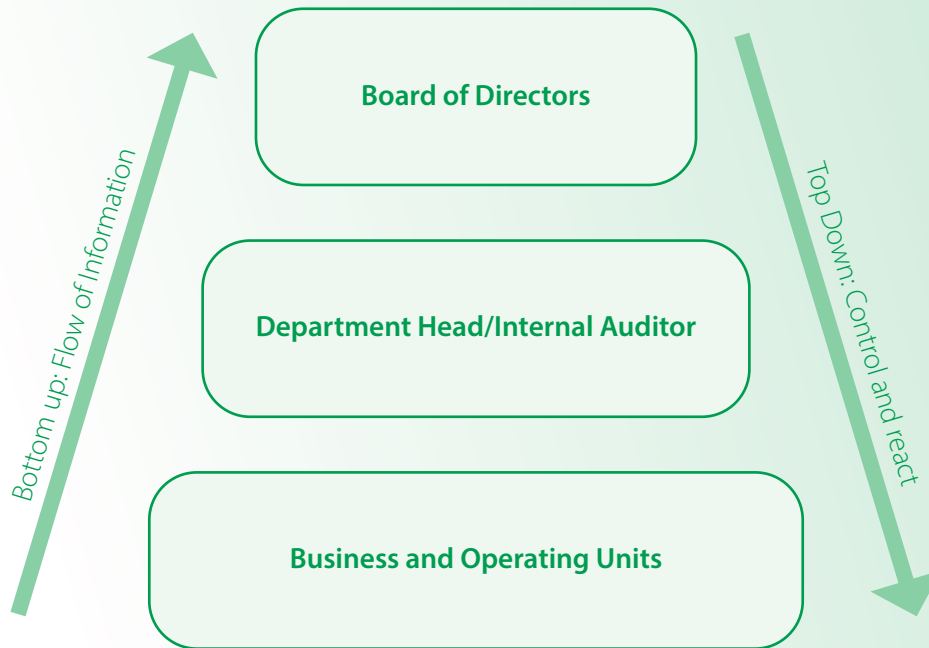 Board of Directors
Bottom up: Flow of Information
Top Down: Control and react
Department Head/Internal Auditor
Business and Operating Units